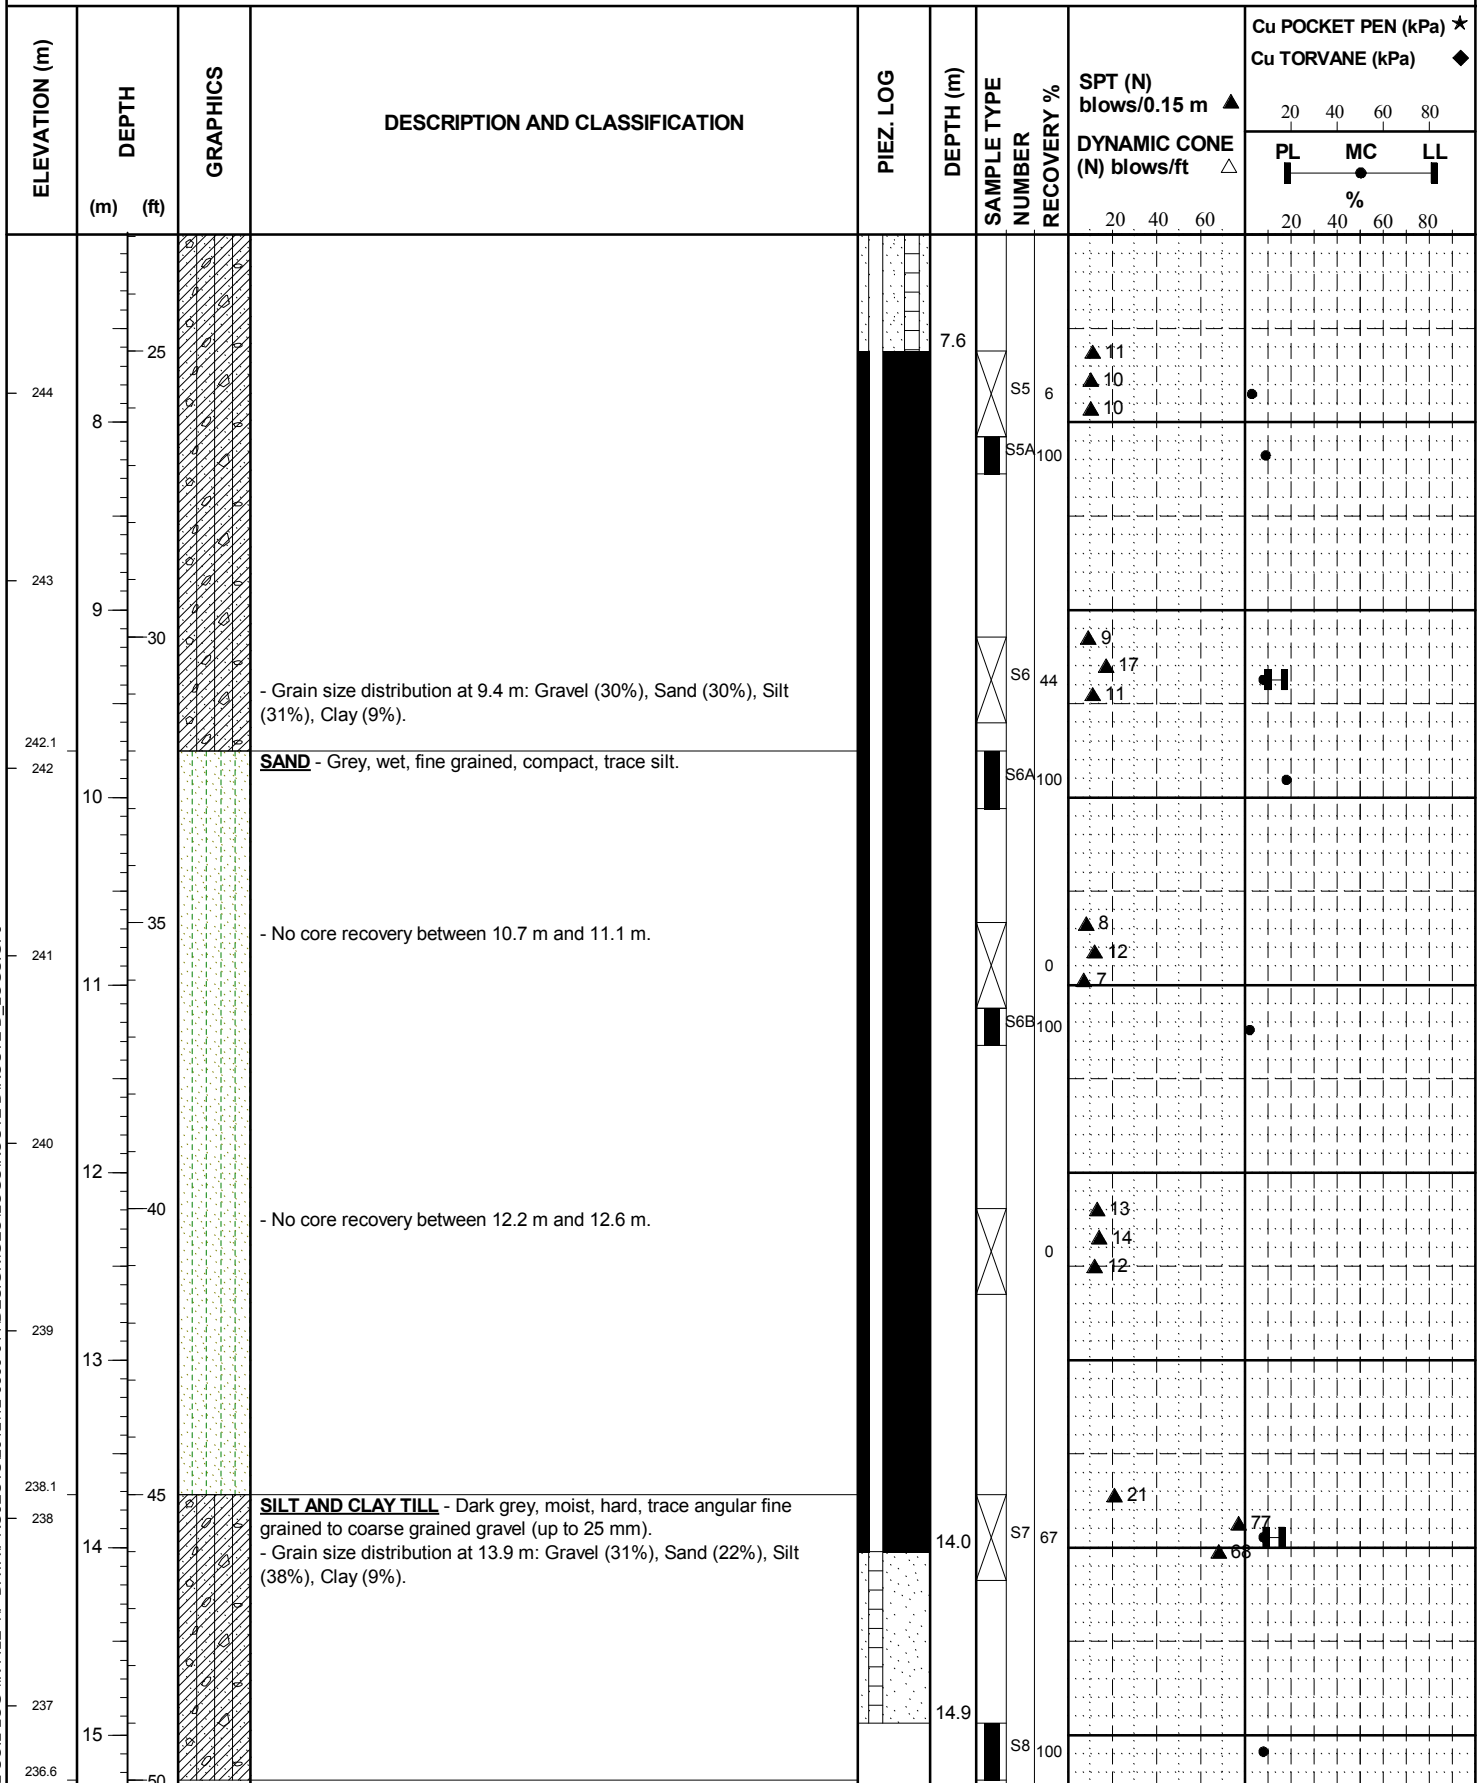 ELEVATION (m)
DEPTH
(m) (ft)
GRAPHICS
DESCRIPTION AND CLASSIFICATION
PIEZ. LOG
DEPTH (m)
SAMPLE TYPE
NUMBER
RECOVERY %
SPT (N)
blows/0.15 m ▲
DYNAMIC CONE
(N) blows/ft △
20 40 60
Cu POCKET PEN (kPa) ★
Cu TORVANE (kPa) ◆
20 40 60 80
PL MC LL
%
20 40 60 80
7.6
25
11
244
S5 6
10
10
8
S5A 100
243
9
30
9
S6 44
17
11
- Grain size distribution at 9.4 m: Gravel (30%), Sand (30%), Silt
(31%), Clay (9%).
242.1
SAND - Grey, wet, fine grained, compact, trace silt.
242
S6A 100
10
35
8
- No core recovery between 10.7 m and 11.1 m.
12
241
0
7
11
S6B 100
240
12
40
13
- No core recovery between 12.2 m and 12.6 m.
14
0
12
239
13
238.1
45
21
SILT AND CLAY TILL - Dark grey, moist, hard, trace angular fine
grained to coarse grained gravel (up to 25 mm).
238
S7 67
77
14
14.0
68
- Grain size distribution at 13.9 m: Gravel (31%), Sand (22%), Silt
(38%), Clay (9%).
237
14.9
15
S8 100
236.6
50